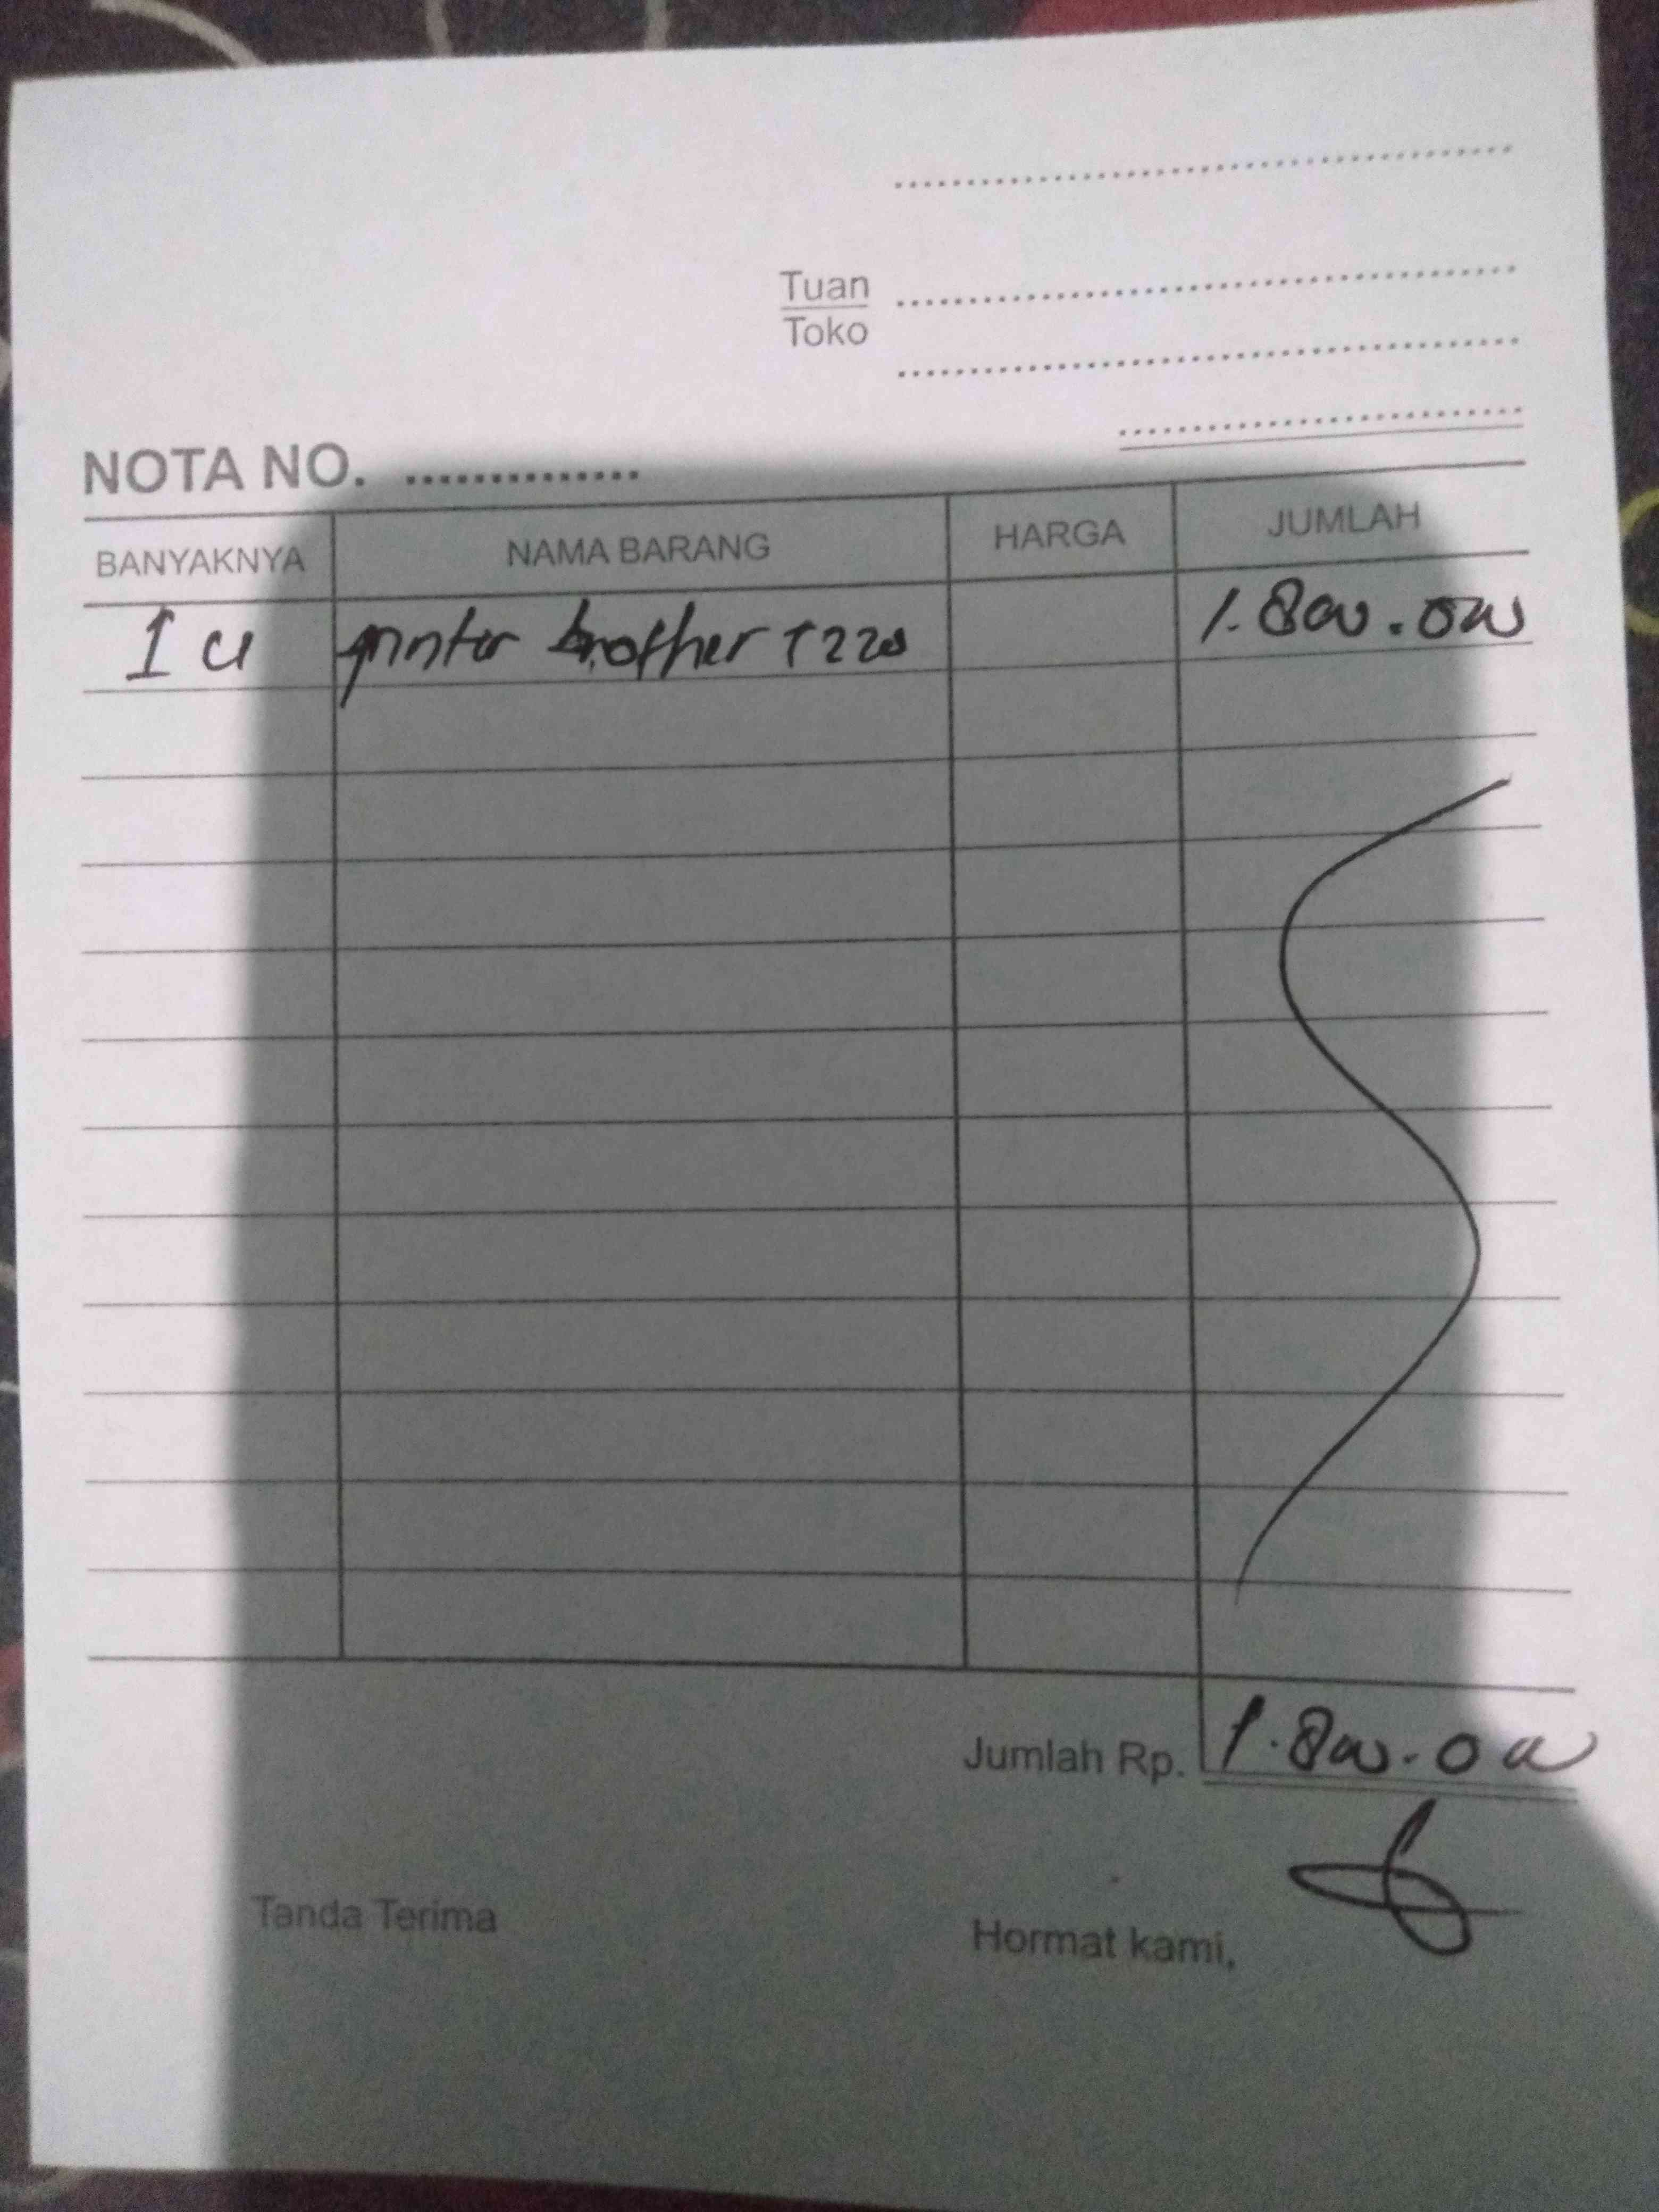 Tuan
Toko
NOTA NO. ..............
BANYAKNYA NAMA BARANG HARGA JUMLAH
1 U printer brother T220 1.800.000
Jumlah Rp. 1.800.000
Tanda Terima Hormat kami,